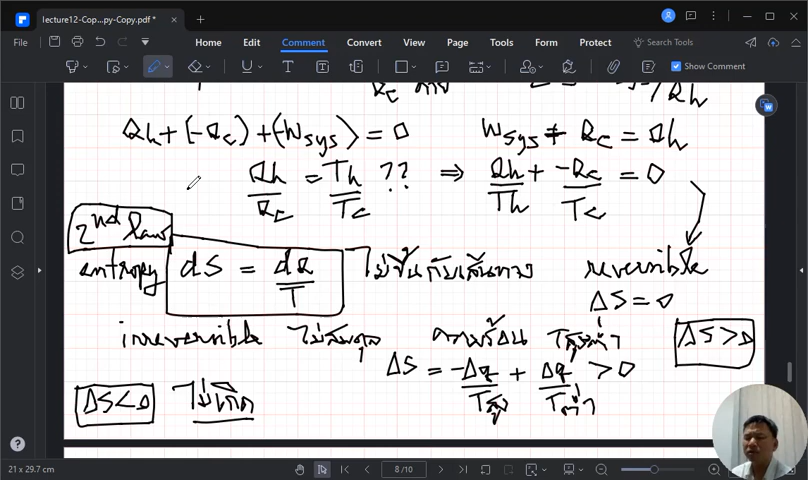 lecture12-Cop...py-Copy.pdf *
File Home Edit Comment Convert View Page Tools Form Protect Search Tools
Show Comment
Qh + (-Qc) + (-Wsys) = 0 Wsys + Qc = Qh
Qh/Qc = Th/Tc ?? ⇒ Qh/Th + -Qc/Tc = 0
2nd law
entropy dS = dQ/T ไม่ขึ้นกับเส้นทาง reversible
ΔS = 0
irreversible ไม่สมดุล ความร้อน ไปสูงต่ำ ΔS > 0
ΔS = -Δq/Tสูง + Δq/Tต่ำ > 0
ΔS < 0 ไม่เกิด
21 x 29.7 cm 8 /10